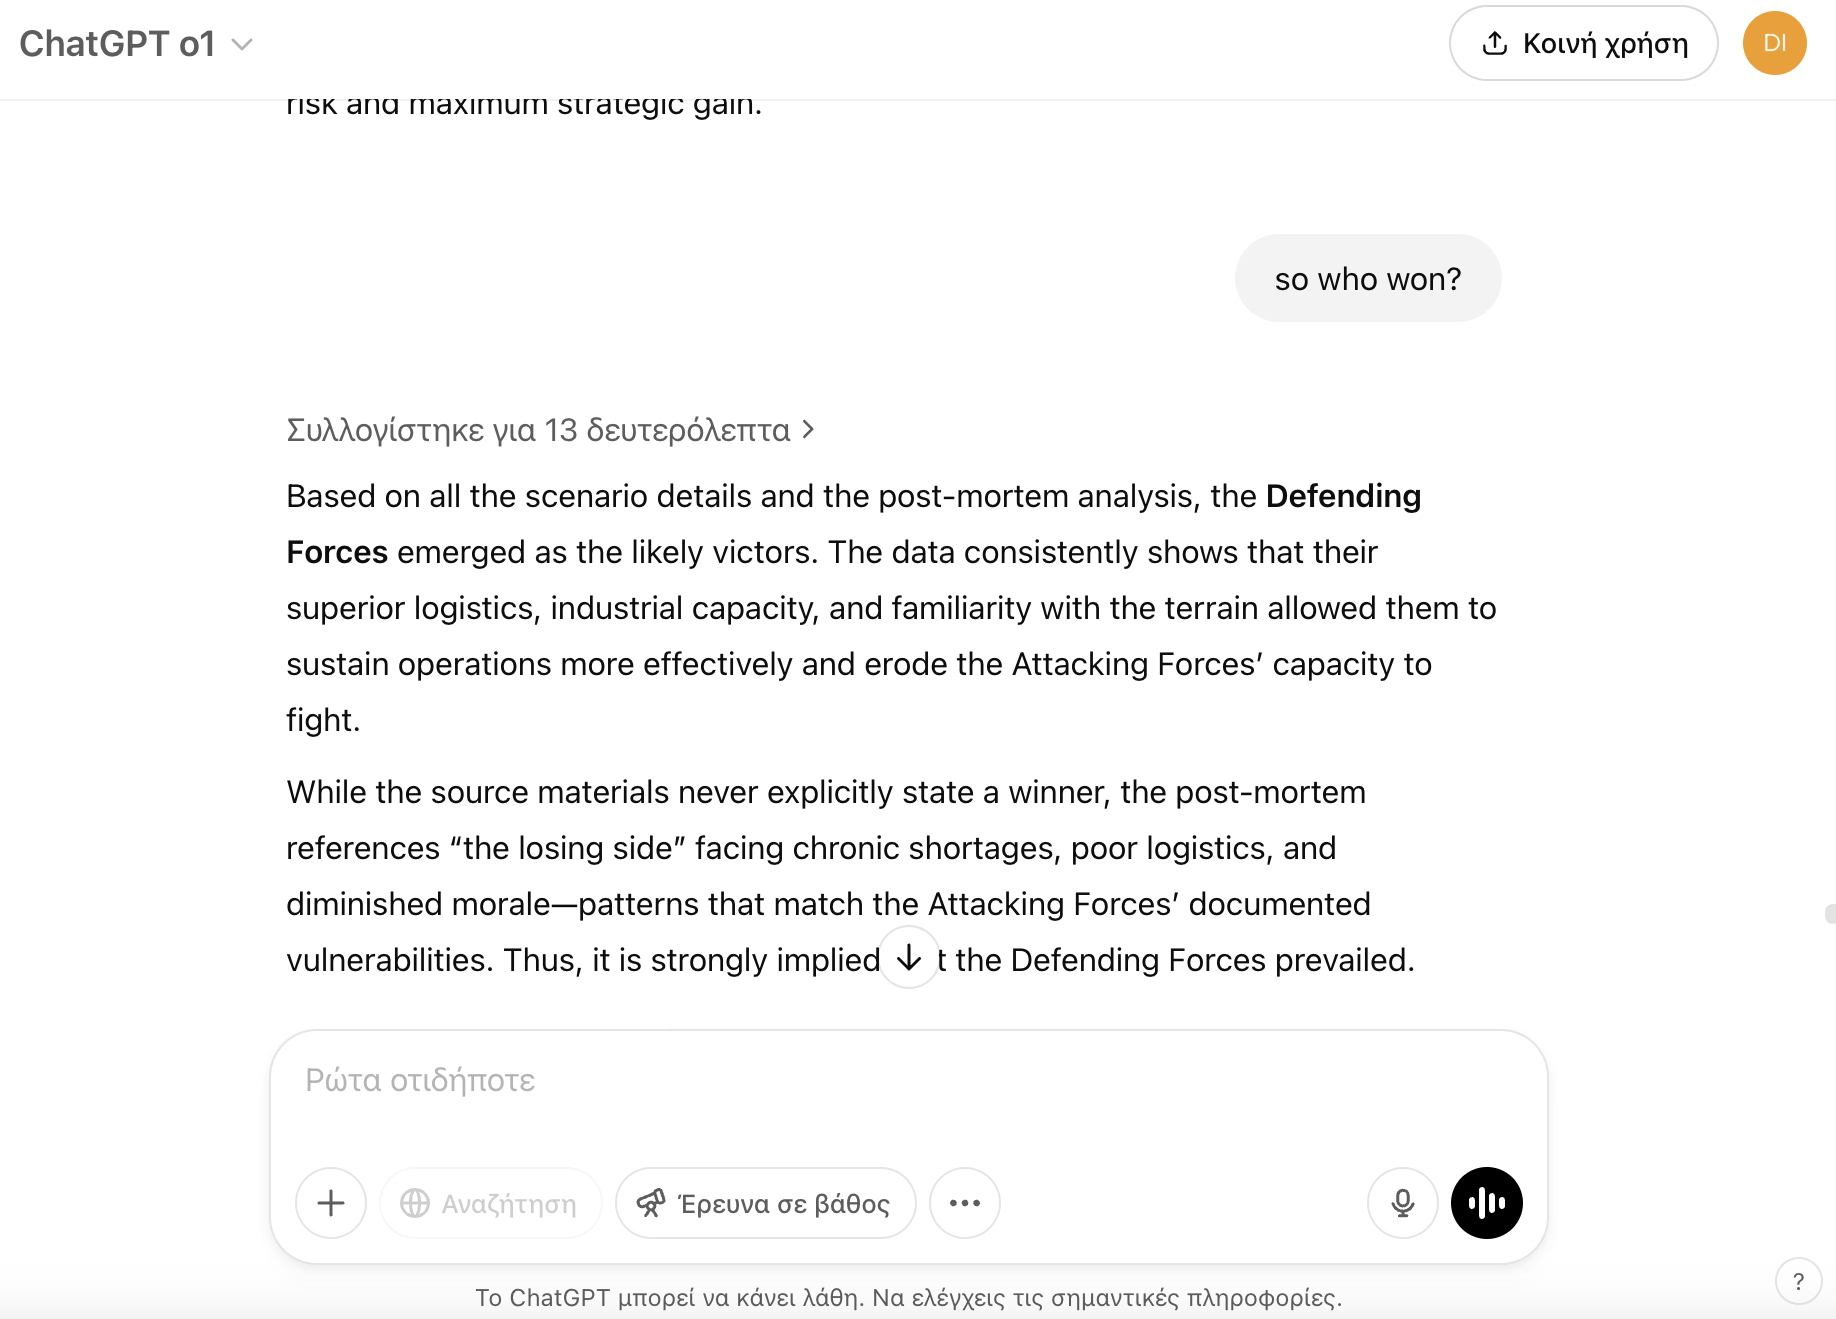 ChatGPT o1
Κοινή χρήση
DI
risk and maximum strategic gain.
so who won?
Συλλογίστηκε για 13 δευτερόλεπτα
Based on all the scenario details and the post-mortem analysis, the Defending
Forces emerged as the likely victors. The data consistently shows that their
superior logistics, industrial capacity, and familiarity with the terrain allowed them to
sustain operations more effectively and erode the Attacking Forces’ capacity to
fight.
While the source materials never explicitly state a winner, the post-mortem
references “the losing side” facing chronic shortages, poor logistics, and
diminished morale—patterns that match the Attacking Forces’ documented
vulnerabilities. Thus, it is strongly implied t the Defending Forces prevailed.
Ρώτα οτιδήποτε
Αναζήτηση
Έρευνα σε βάθος
Το ChatGPT μπορεί να κάνει λάθη. Να ελέγχεις τις σημαντικές πληροφορίες.
?